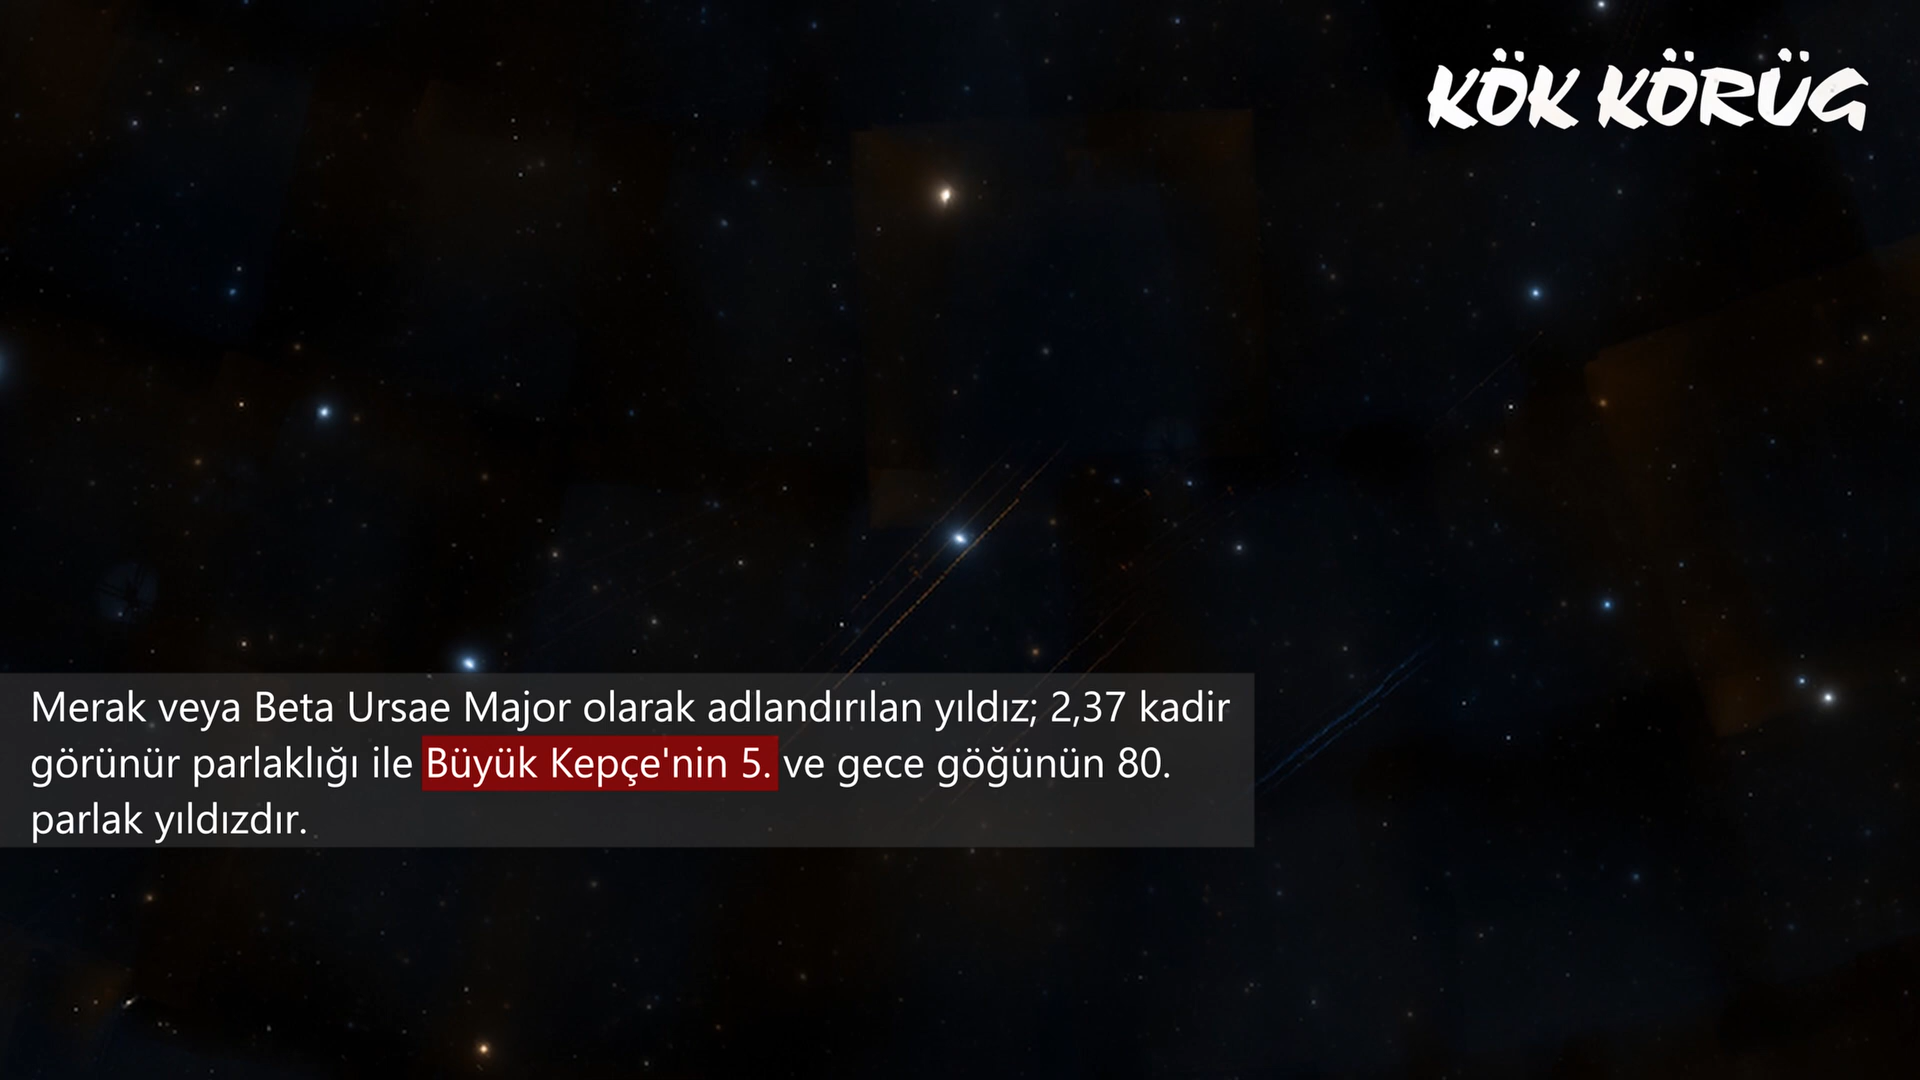 KÖK KÖRÜG
Merak veya Beta Ursae Major olarak adlandırılan yıldız; 2,37 kadir
görünür parlaklığı ile Büyük Kepçe'nin 5. ve gece göğünün 80.
parlak yıldızdır.